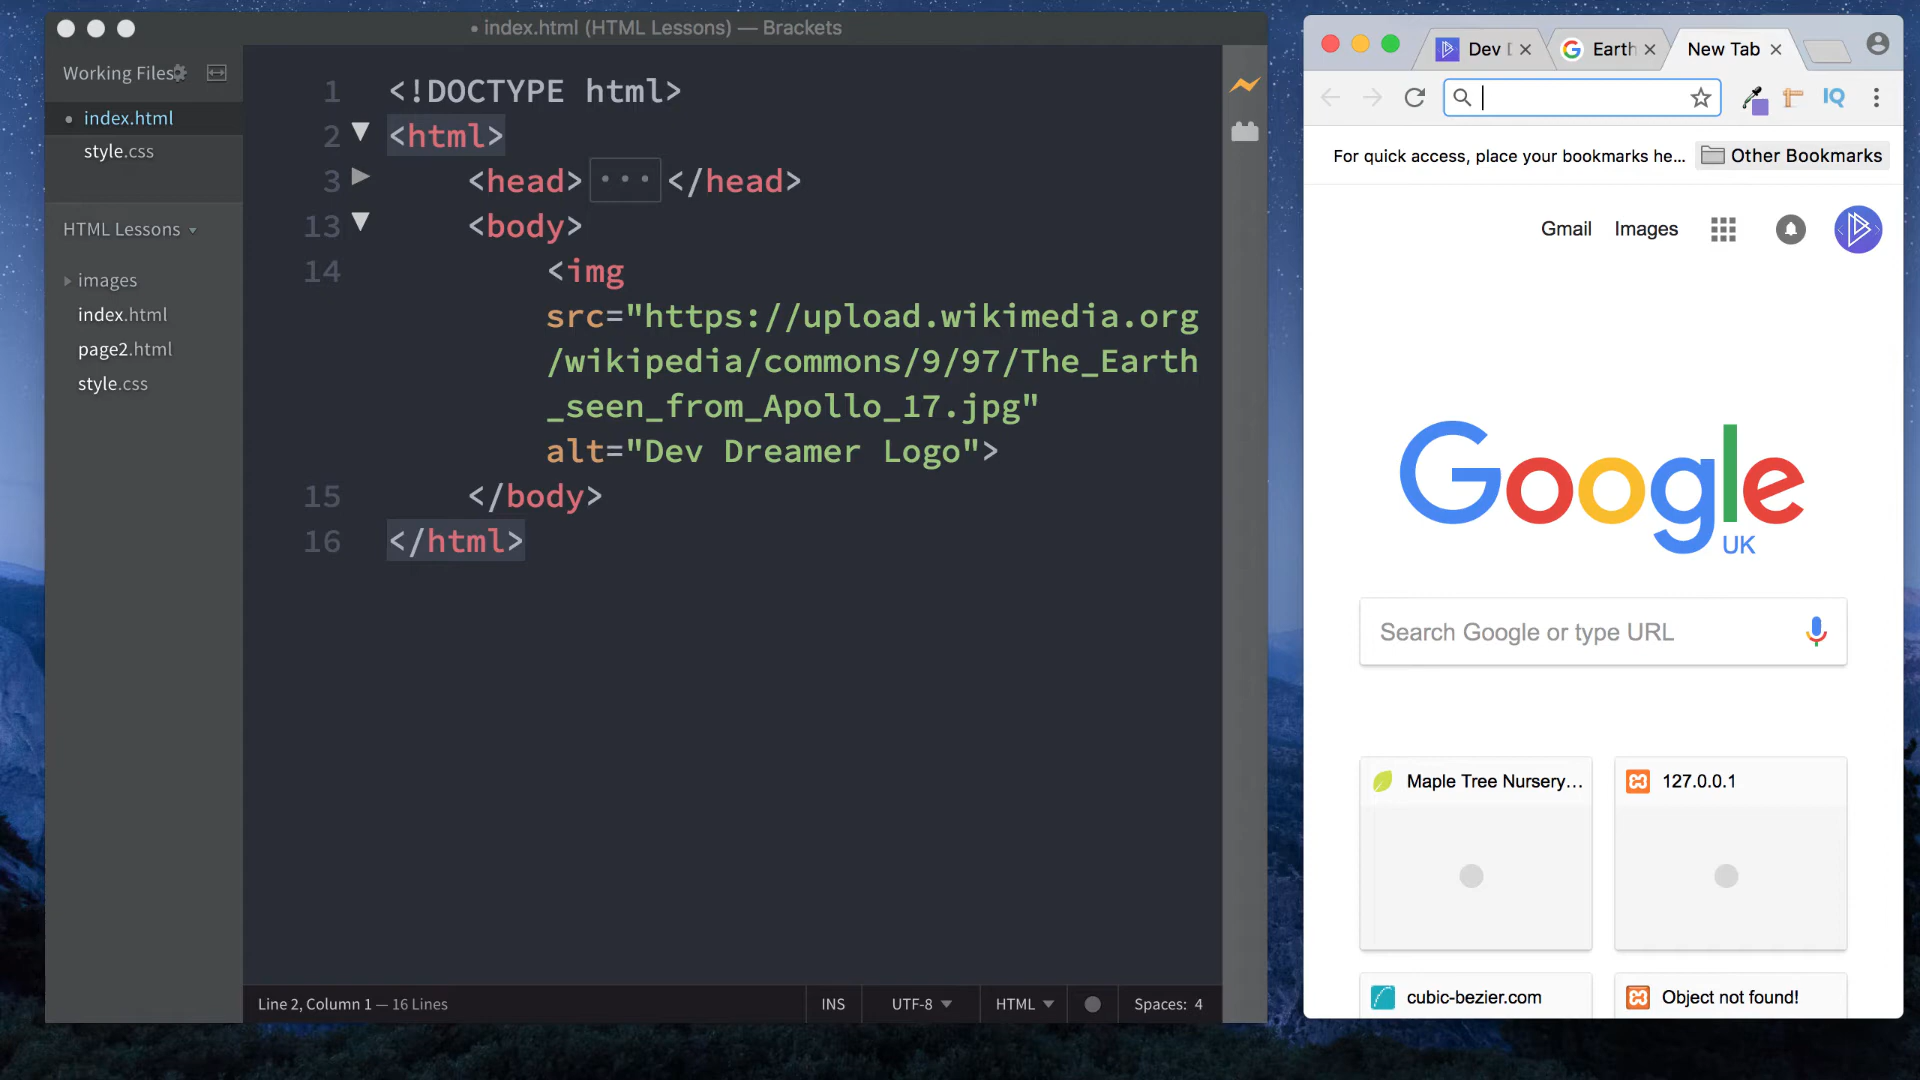 • index.html (HTML Lessons) — Brackets
Working Files
• index.html
style.css
HTML Lessons
images
index.html
page2.html
style.css
1 <!DOCTYPE html>
2 <html>
3 <head>···</head>
13 <body>
14 <img
src="https://upload.wikimedia.org
/wikipedia/commons/9/97/The_Earth
_seen_from_Apollo_17.jpg"
alt="Dev Dreamer Logo">
15 </body>
16 </html>
Line 2, Column 1 — 16 Lines
INS
UTF-8
HTML
Spaces: 4
Dev
Earth
New Tab
IQ
For quick access, place your bookmarks he...
Other Bookmarks
Gmail Images
Google
UK
Search Google or type URL
Maple Tree Nursery...
127.0.0.1
cubic-bezier.com
Object not found!